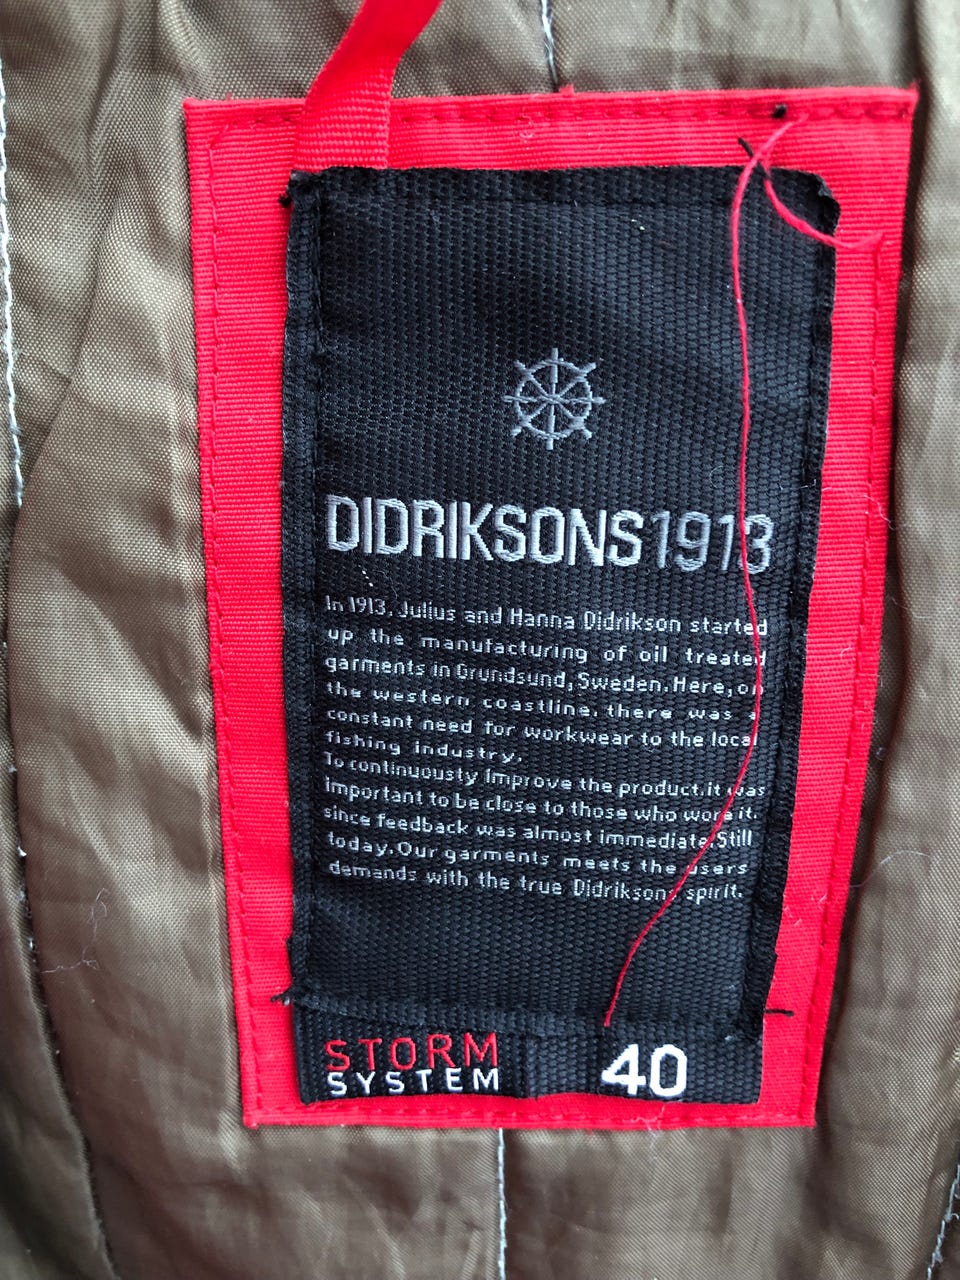 DIDRIKSONS1913
In 1913, Julius and Hanna Didrikson started
up the manufacturing of oil treated
garments in Grundsund, Sweden. Here, on
the western coastline, there was a
constant need for workwear to the local
fishing industry.
To continuously improve the product, it was
important to be close to those who wore it,
since feedback was almost immediate. Still
today, Our garments meets the users
demands with the true Didriksons spirit.
STORM
SYSTEM
40